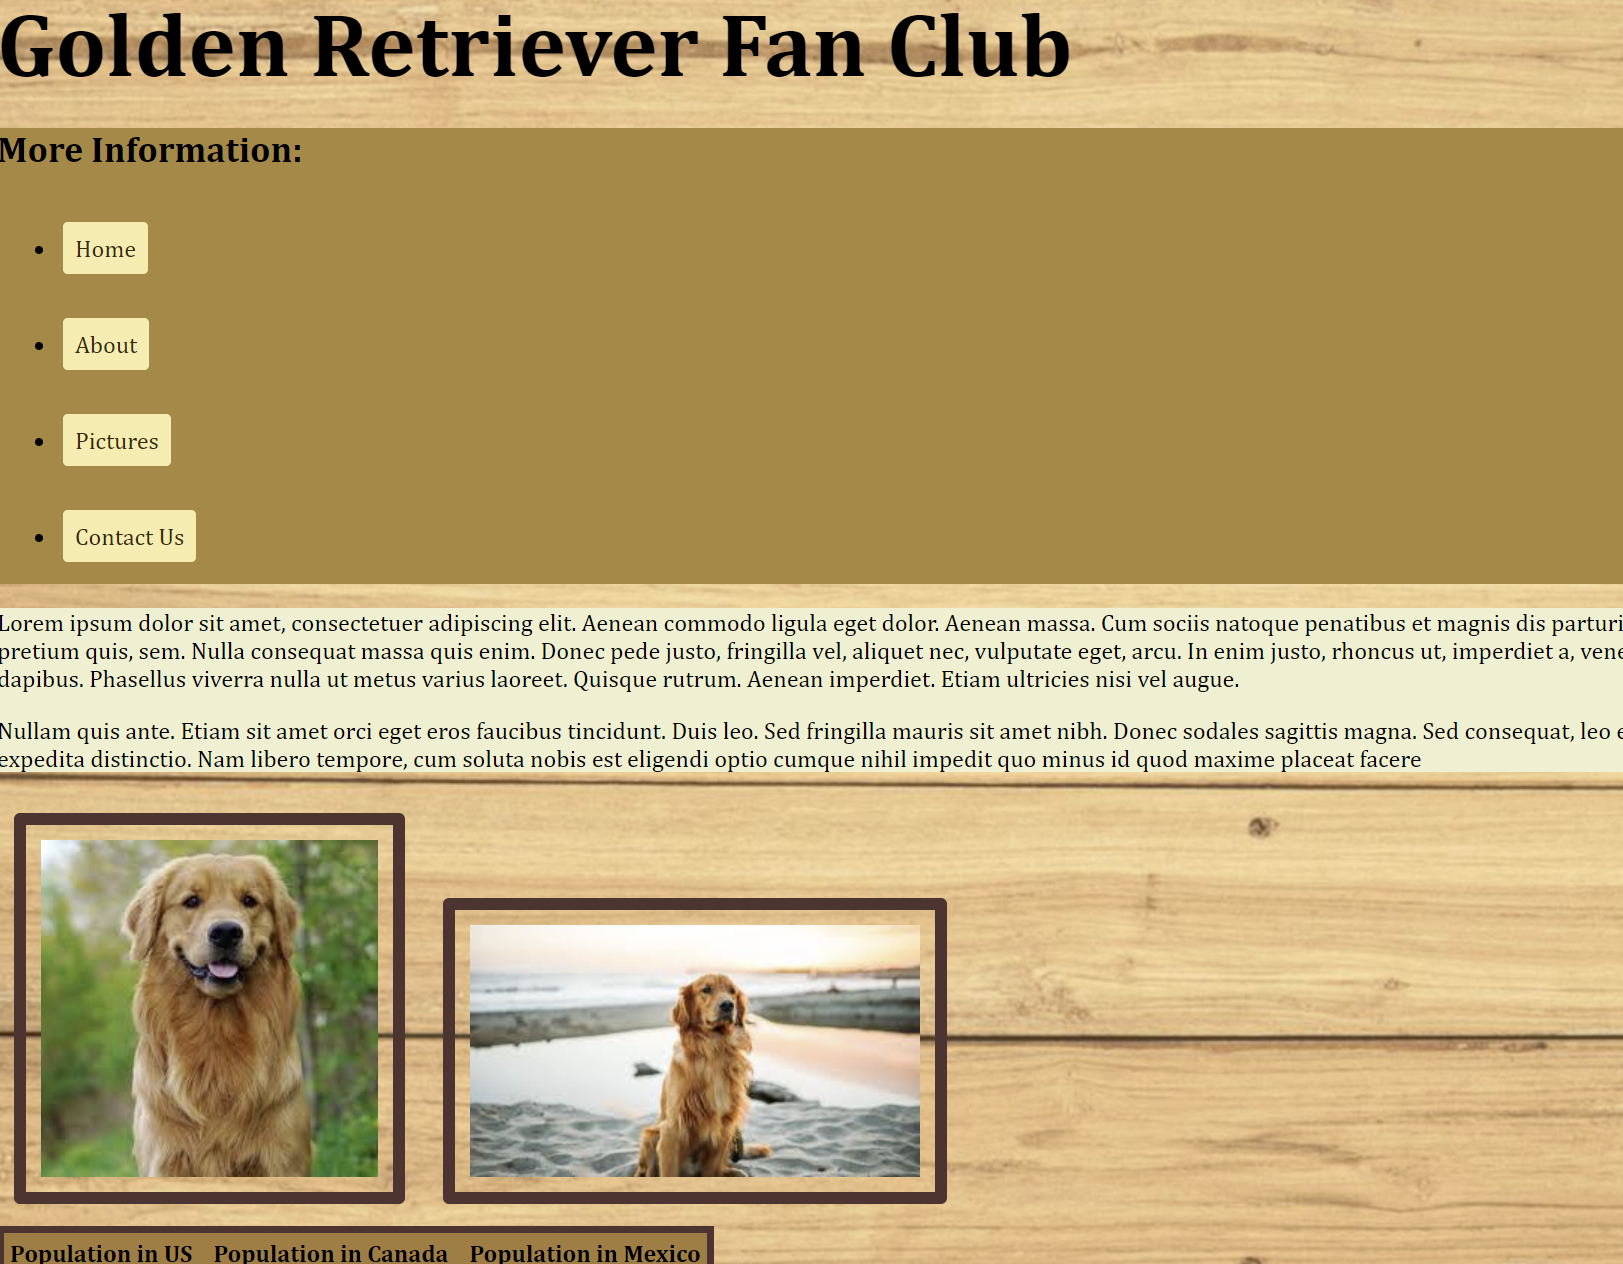 Golden Retriever Fan Club
More Information:
Home
About
Pictures
Contact Us
Lorem ipsum dolor sit amet, consectetuer adipiscing elit. Aenean commodo ligula eget dolor. Aenean massa. Cum sociis natoque penatibus et magnis dis parturi
pretium quis, sem. Nulla consequat massa quis enim. Donec pede justo, fringilla vel, aliquet nec, vulputate eget, arcu. In enim justo, rhoncus ut, imperdiet a, vene
dapibus. Phasellus viverra nulla ut metus varius laoreet. Quisque rutrum. Aenean imperdiet. Etiam ultricies nisi vel augue.
Nullam quis ante. Etiam sit amet orci eget eros faucibus tincidunt. Duis leo. Sed fringilla mauris sit amet nibh. Donec sodales sagittis magna. Sed consequat, leo e
expedita distinctio. Nam libero tempore, cum soluta nobis est eligendi optio cumque nihil impedit quo minus id quod maxime placeat facere
Population in US Population in Canada Population in Mexico